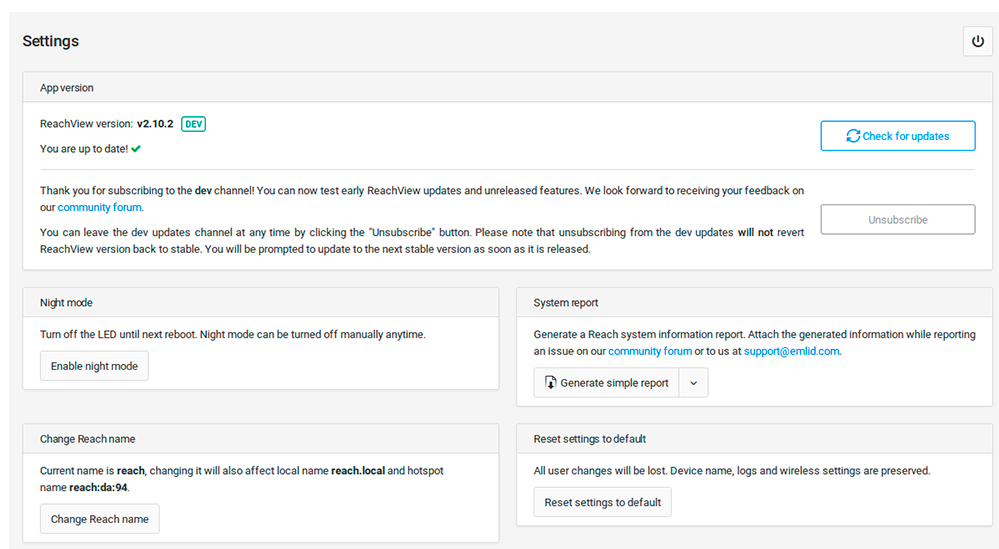 Settings
App version
ReachView version: v2.10.2 DEV
You are up to date!
Check for updates
Thank you for subscribing to the dev channel! You can now test early ReachView updates and unreleased features. We look forward to receiving your feedback on
our community forum.
You can leave the dev updates channel at any time by clicking the "Unsubscribe" button. Please note that unsubscribing from the dev updates will not revert
ReachView version back to stable. You will be prompted to update to the next stable version as soon as it is released.
Unsubscribe
Night mode
Turn off the LED until next reboot. Night mode can be turned off manually anytime.
Enable night mode
System report
Generate a Reach system information report. Attach the generated information while reporting
an issue on our community forum or to us at support@emlid.com.
Generate simple report
Change Reach name
Current name is reach, changing it will also affect local name reach.local and hotspot
name reach:da:94.
Change Reach name
Reset settings to default
All user changes will be lost. Device name, logs and wireless settings are preserved.
Reset settings to default